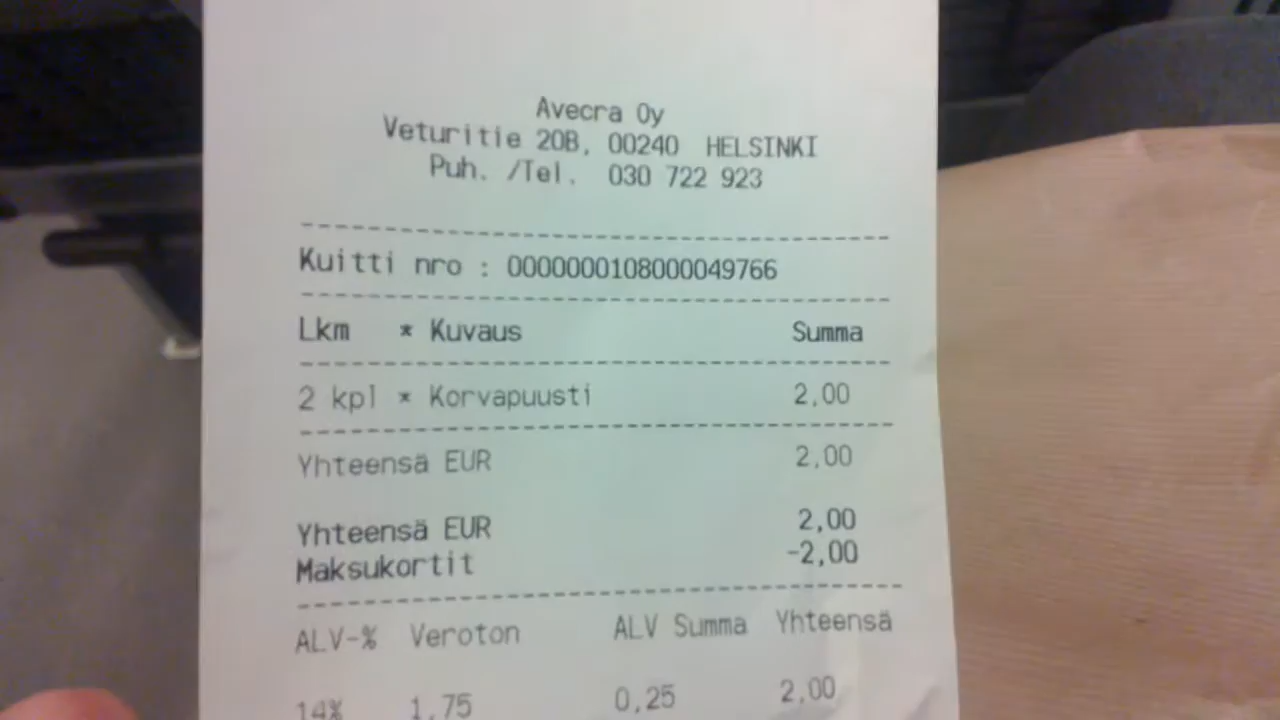 Avecra Oy
Veturitie 20B, 00240 HELSINKI
Puh. /Tel. 030 722 923
Kuitti nro : 0000000108000049766
Lkm * Kuvaus Summa
2 kpl * Korvapuusti 2,00
Yhteensä EUR 2,00
Yhteensä EUR 2,00
Maksukortit -2,00
ALV-% Veroton ALV Summa Yhteensä
14% 1,75 0,25 2,00